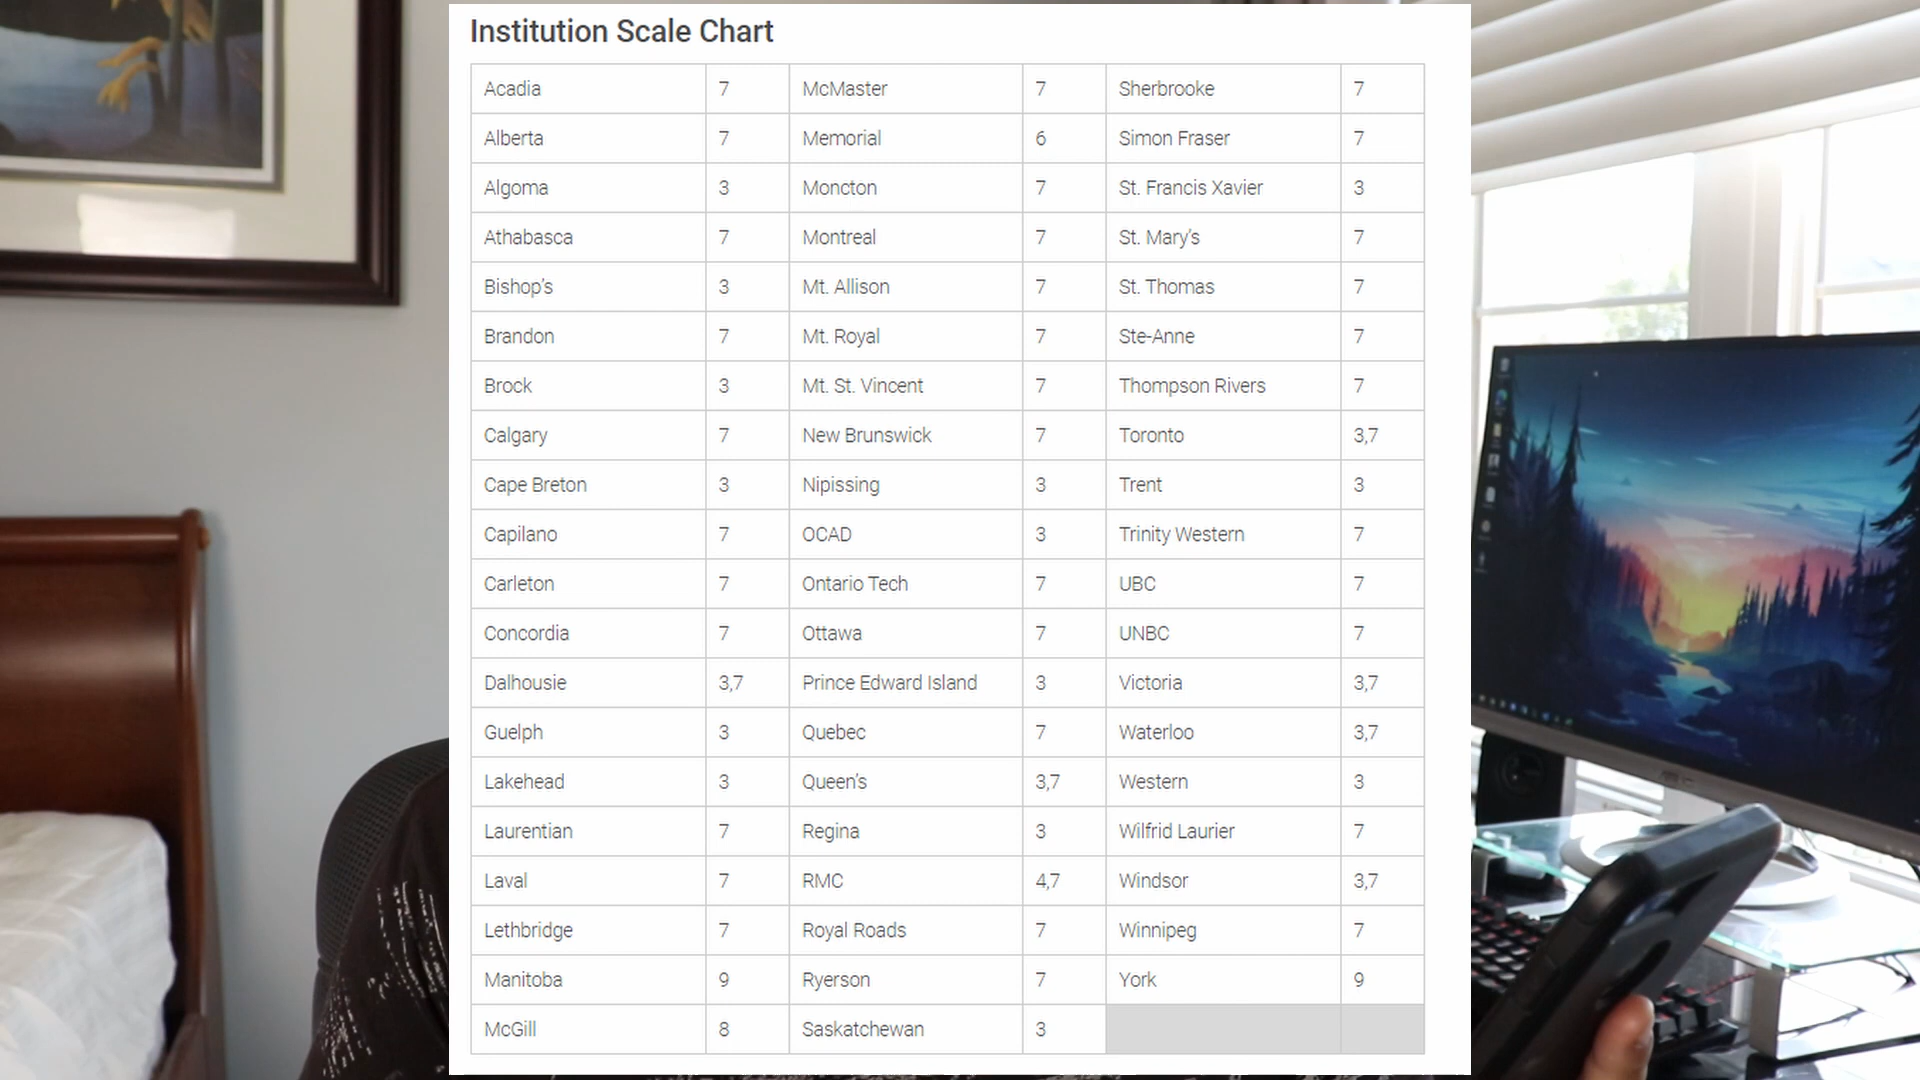 Institution Scale Chart
Acadia 7 McMaster 7 Sherbrooke 7
Alberta 7 Memorial 6 Simon Fraser 7
Algoma 3 Moncton 7 St. Francis Xavier 3
Athabasca 7 Montreal 7 St. Mary’s 7
Bishop’s 3 Mt. Allison 7 St. Thomas 7
Brandon 7 Mt. Royal 7 Ste-Anne 7
Brock 3 Mt. St. Vincent 7 Thompson Rivers 7
Calgary 7 New Brunswick 7 Toronto 3,7
Cape Breton 3 Nipissing 3 Trent 3
Capilano 7 OCAD 3 Trinity Western 7
Carleton 7 Ontario Tech 7 UBC 7
Concordia 7 Ottawa 7 UNBC 7
Dalhousie 3,7 Prince Edward Island 3 Victoria 3,7
Guelph 3 Quebec 7 Waterloo 3,7
Lakehead 3 Queen’s 3,7 Western 3
Laurentian 7 Regina 3 Wilfrid Laurier 7
Laval 7 RMC 4,7 Windsor 3,7
Lethbridge 7 Royal Roads 7 Winnipeg 7
Manitoba 9 Ryerson 7 York 9
McGill 8 Saskatchewan 3